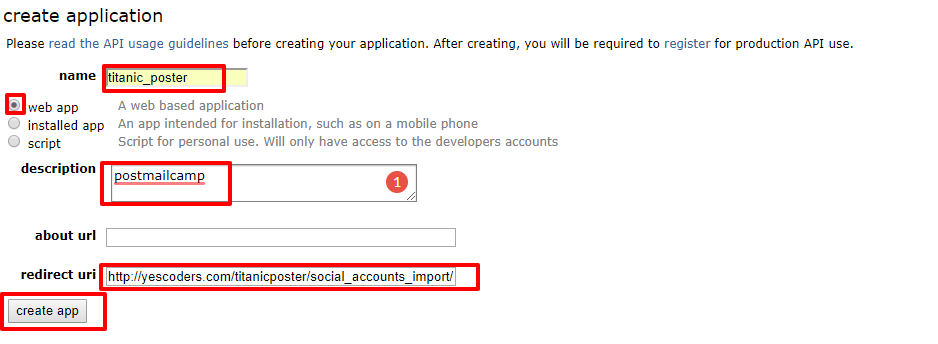 create application
Please read the API usage guidelines before creating your application. After creating, you will be required to register for production API use.
name titanic_poster
web app A web based application
installed app An app intended for installation, such as on a mobile phone
script Script for personal use. Will only have access to the developers accounts
description postmailcamp
1
about url
redirect uri http://yescoders.com/titanicposter/social_accounts_import/
create app